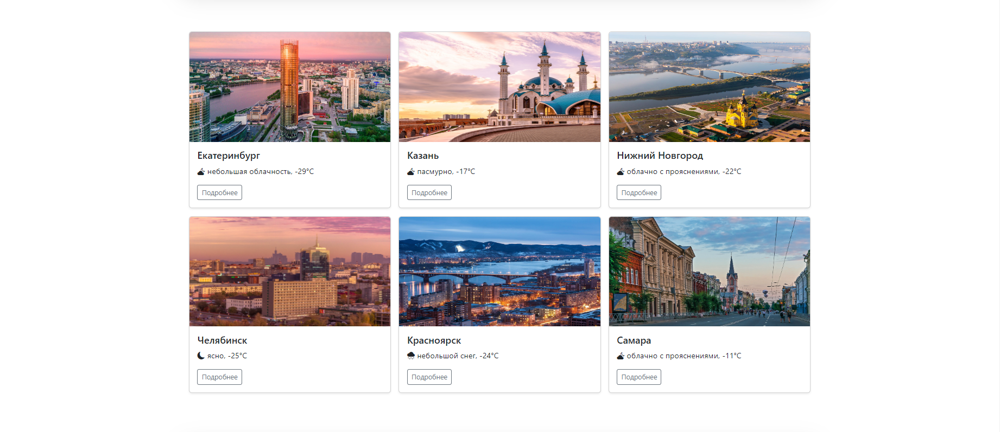 Екатеринбург
небольшая облачность, -29°C
Подробнее
Казань
пасмурно, -17°C
Подробнее
Нижний Новгород
облачно с прояснениями, -22°C
Подробнее
Челябинск
ясно, -25°C
Подробнее
Красноярск
небольшой снег, -24°C
Подробнее
Самара
облачно с прояснениями, -11°C
Подробнее